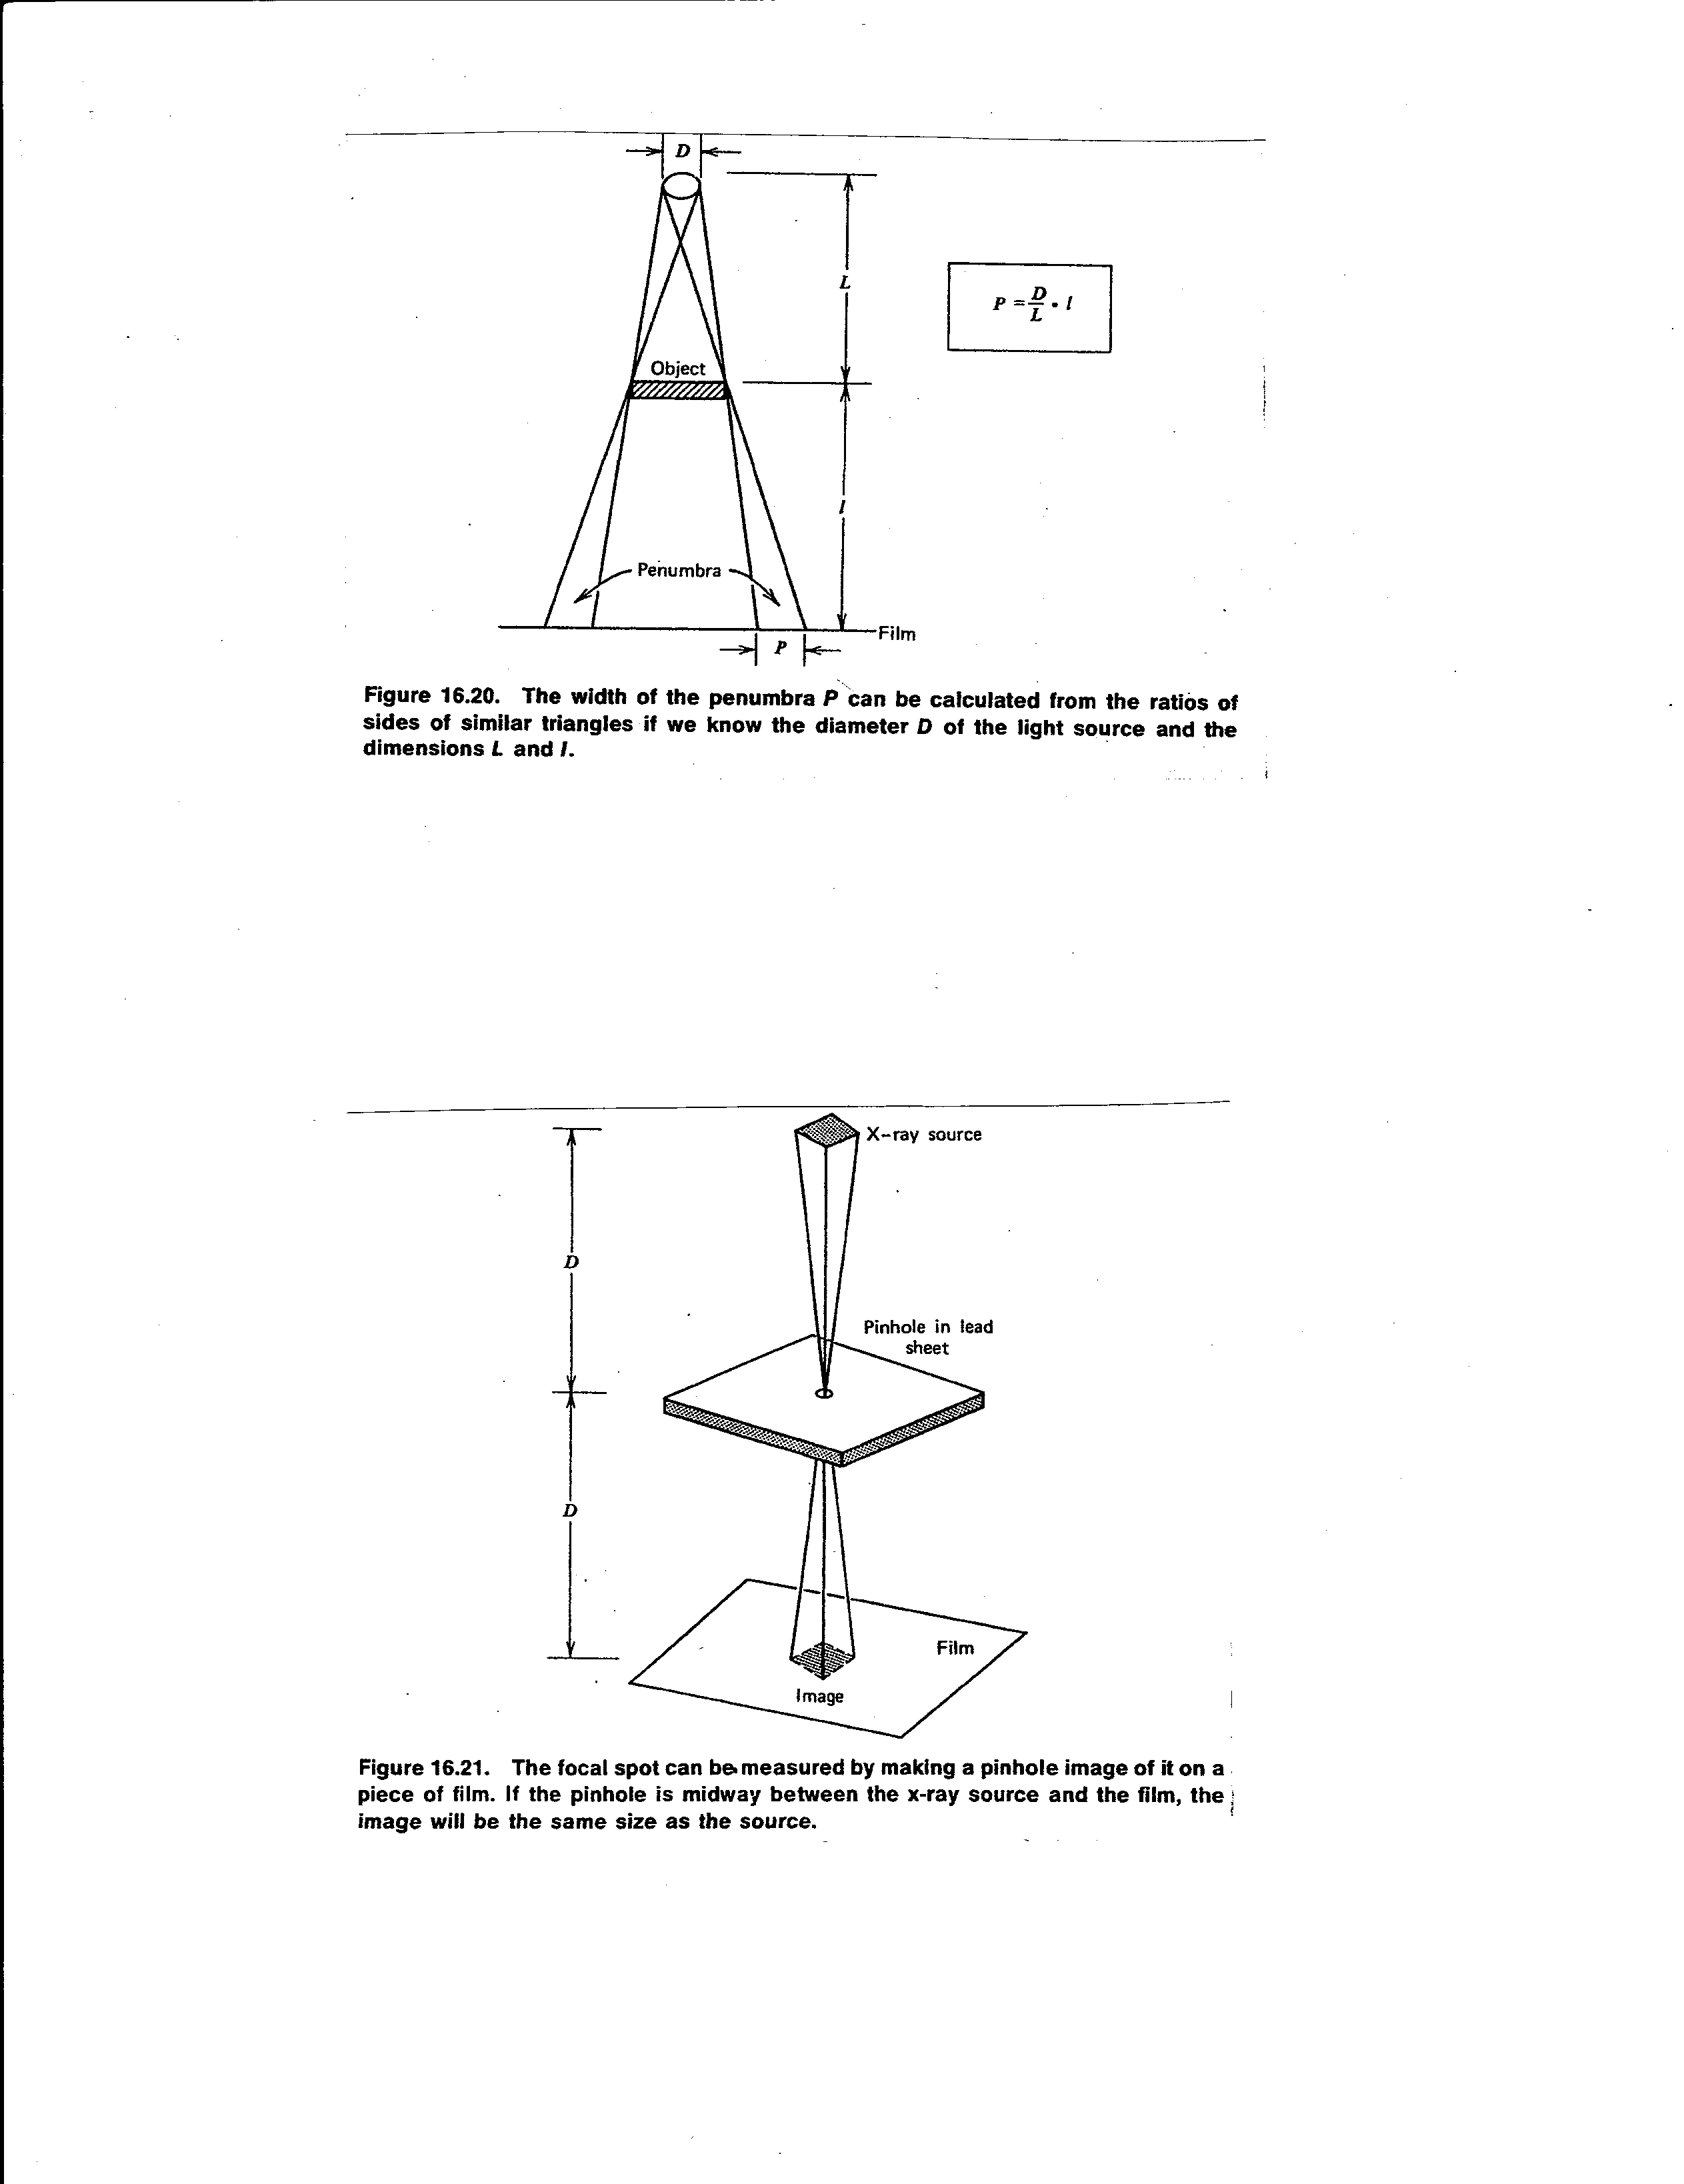 D
L
P = D/L · l
Object
l
Penumbra
Film
P
Figure 16.20. The width of the penumbra P can be calculated from the ratios of
sides of similar triangles if we know the diameter D of the light source and the
dimensions L and l.
X-ray source
D
Pinhole in lead
sheet
D
Film
Image
Figure 16.21. The focal spot can be measured by making a pinhole image of it on a
piece of film. If the pinhole is midway between the x-ray source and the film, the
image will be the same size as the source.